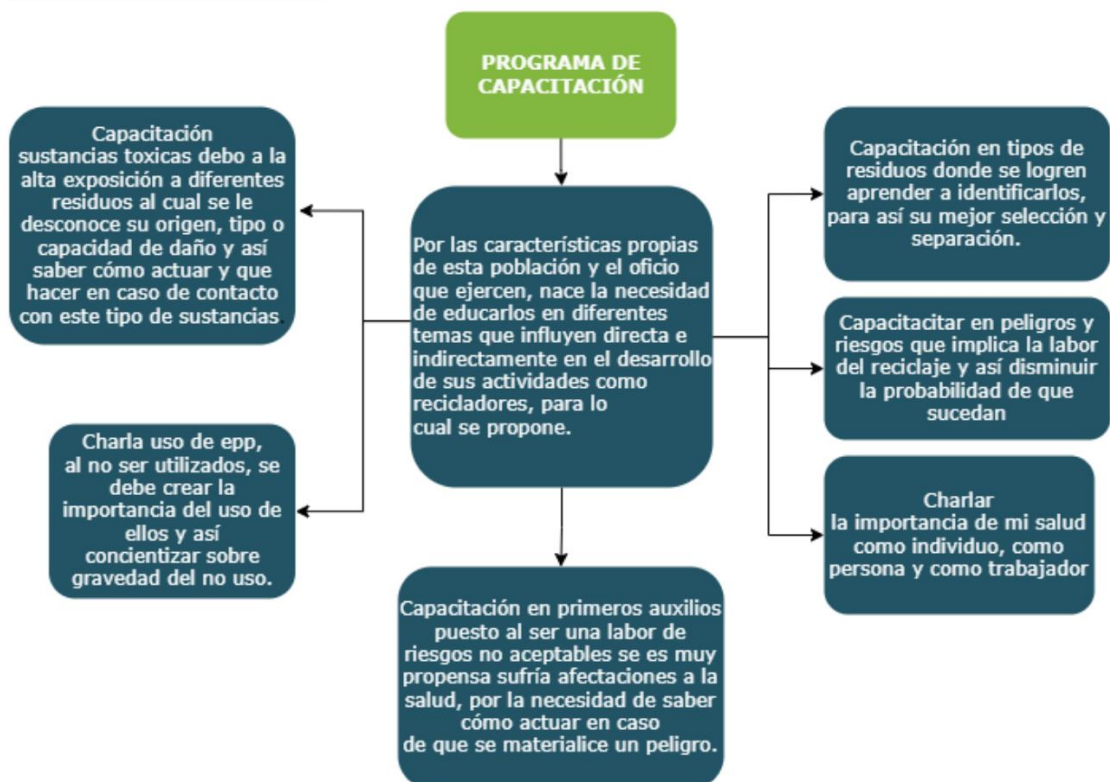 PROGRAMA DE
CAPACITACIÓN
Capacitación
sustancias toxicas debo a la
alta exposición a diferentes
residuos al cual se le
desconoce su origen, tipo o
capacidad de daño y así
saber cómo actuar y que
hacer en caso de contacto
con este tipo de sustancias.
Charla uso de epp,
al no ser utilizados, se
debe crear la
importancia del uso de
ellos y así
concientizar sobre
gravedad del no uso.
Por las características propias
de esta población y el oficio
que ejercen, nace la necesidad
de educarlos en diferentes
temas que influyen directa e
indirectamente en el desarrollo
de sus actividades como
recicladores, para lo
cual se propone.
Capacitación en primeros auxilios
puesto al ser una labor de
riesgos no aceptables se es muy
propensa sufría afectaciones a la
salud, por la necesidad de saber
cómo actuar en caso
de que se materialice un peligro.
Capacitación en tipos de
residuos donde se logren
aprender a identificarlos,
para así su mejor selección y
separación.
Capacitacitar en peligros y
riesgos que implica la labor
del reciclaje y así disminuir
la probabilidad de que
sucedan
Charlar
la importancia de mi salud
como individuo, como
persona y como trabajador